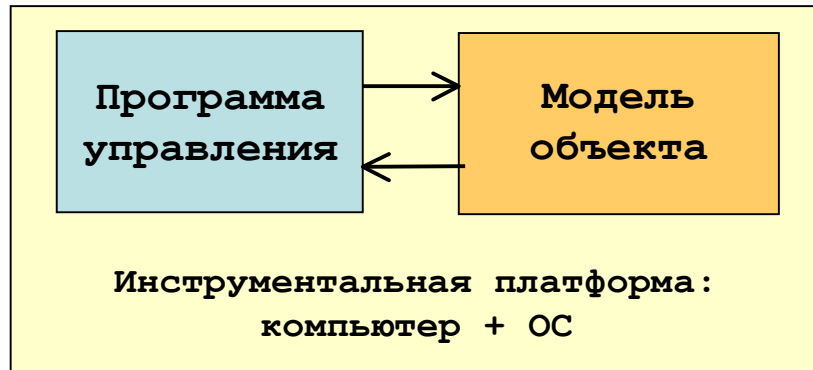 Программа
управления
Модель
объекта
Инструментальная платформа:
компьютер + ОС